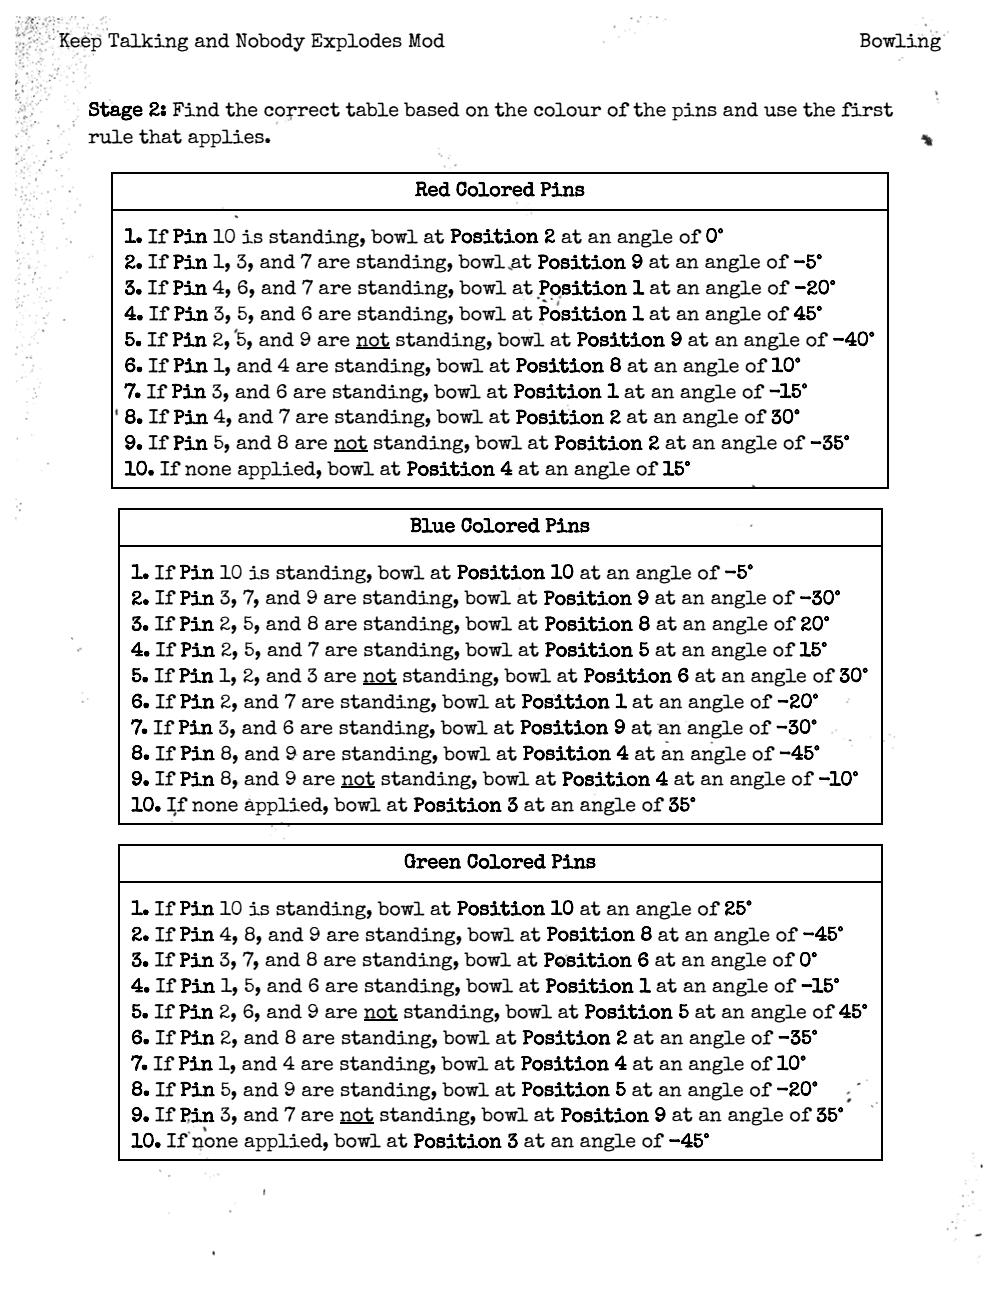 Keep Talking and Nobody Explodes Mod
Bowling
Stage 2: Find the correct table based on the colour of the pins and use the first
rule that applies.
Red Colored Pins
1. If Pin 10 is standing, bowl at Position 2 at an angle of 0°
2. If Pin 1, 3, and 7 are standing, bowl at Position 9 at an angle of -5°
3. If Pin 4, 6, and 7 are standing, bowl at Position 1 at an angle of -20°
4. If Pin 3, 5, and 6 are standing, bowl at Position 1 at an angle of 45°
5. If Pin 2, 5, and 9 are not standing, bowl at Position 9 at an angle of -40°
6. If Pin 1, and 4 are standing, bowl at Position 8 at an angle of 10°
7. If Pin 3, and 6 are standing, bowl at Position 1 at an angle of -15°
8. If Pin 4, and 7 are standing, bowl at Position 2 at an angle of 30°
9. If Pin 5, and 8 are not standing, bowl at Position 2 at an angle of -35°
10. If none applied, bowl at Position 4 at an angle of 15°
Blue Colored Pins
1. If Pin 10 is standing, bowl at Position 10 at an angle of -5°
2. If Pin 3, 7, and 9 are standing, bowl at Position 9 at an angle of -30°
3. If Pin 2, 5, and 8 are standing, bowl at Position 8 at an angle of 20°
4. If Pin 2, 5, and 7 are standing, bowl at Position 5 at an angle of 15°
5. If Pin 1, 2, and 3 are not standing, bowl at Position 6 at an angle of 30°
6. If Pin 2, and 7 are standing, bowl at Position 1 at an angle of -20°
7. If Pin 3, and 6 are standing, bowl at Position 9 at an angle of -30°
8. If Pin 8, and 9 are standing, bowl at Position 4 at an angle of -45°
9. If Pin 8, and 9 are not standing, bowl at Position 4 at an angle of -10°
10. If none applied, bowl at Position 3 at an angle of 35°
Green Colored Pins
1. If Pin 10 is standing, bowl at Position 10 at an angle of 25°
2. If Pin 4, 8, and 9 are standing, bowl at Position 8 at an angle of -45°
3. If Pin 3, 7, and 8 are standing, bowl at Position 6 at an angle of 0°
4. If Pin 1, 5, and 6 are standing, bowl at Position 1 at an angle of -15°
5. If Pin 2, 6, and 9 are not standing, bowl at Position 5 at an angle of 45°
6. If Pin 2, and 8 are standing, bowl at Position 2 at an angle of -35°
7. If Pin 1, and 4 are standing, bowl at Position 4 at an angle of 10°
8. If Pin 5, and 9 are standing, bowl at Position 5 at an angle of -20°
9. If Pin 3, and 7 are not standing, bowl at Position 9 at an angle of 35°
10. If none applied, bowl at Position 3 at an angle of -45°